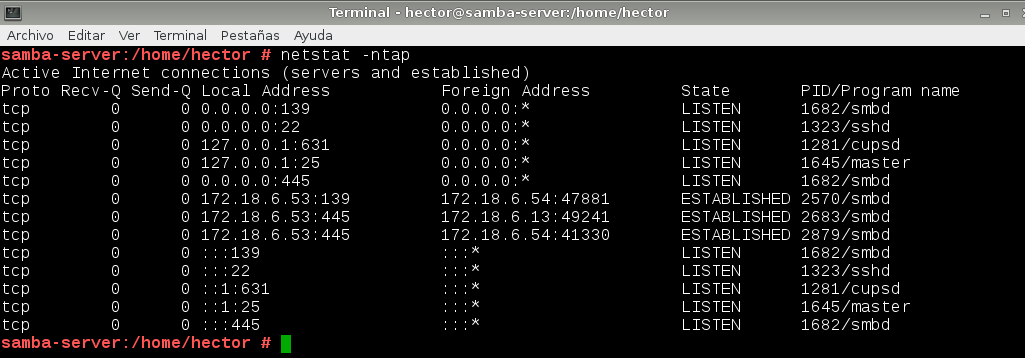 Terminal - hector@samba-server:/home/hector
Archivo Editar Ver Terminal Pestañas Ayuda
samba-server:/home/hector # netstat -ntap
Active Internet connections (servers and established)
Proto Recv-Q Send-Q Local Address Foreign Address State PID/Program name
tcp 0 0 0.0.0.0:139 0.0.0.0:* LISTEN 1682/smbd
tcp 0 0 0.0.0.0:22 0.0.0.0:* LISTEN 1323/sshd
tcp 0 0 127.0.0.1:631 0.0.0.0:* LISTEN 1281/cupsd
tcp 0 0 127.0.0.1:25 0.0.0.0:* LISTEN 1645/master
tcp 0 0 0.0.0.0:445 0.0.0.0:* LISTEN 1682/smbd
tcp 0 0 172.18.6.53:139 172.18.6.54:47881 ESTABLISHED 2570/smbd
tcp 0 0 172.18.6.53:445 172.18.6.13:49241 ESTABLISHED 2683/smbd
tcp 0 0 172.18.6.53:445 172.18.6.54:41330 ESTABLISHED 2879/smbd
tcp 0 0 :::139 :::* LISTEN 1682/smbd
tcp 0 0 :::22 :::* LISTEN 1323/sshd
tcp 0 0 ::1:631 :::* LISTEN 1281/cupsd
tcp 0 0 ::1:25 :::* LISTEN 1645/master
tcp 0 0 :::445 :::* LISTEN 1682/smbd
samba-server:/home/hector #